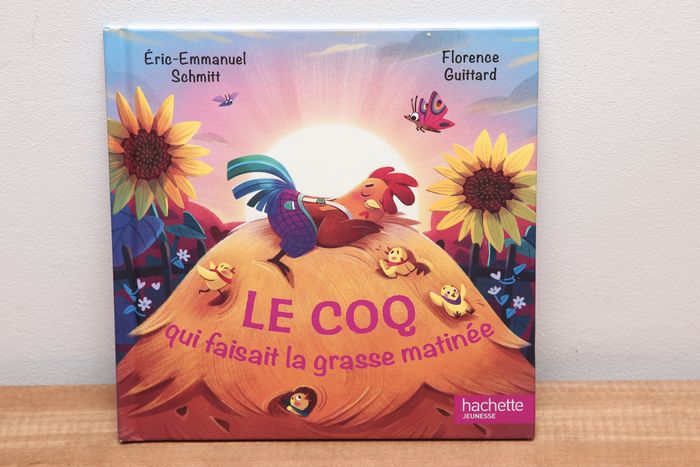 Éric-Emmanuel
Schmitt
Florence
Guittard
LE COQ
qui faisait la grasse matinée
hachette
JEUNESSE